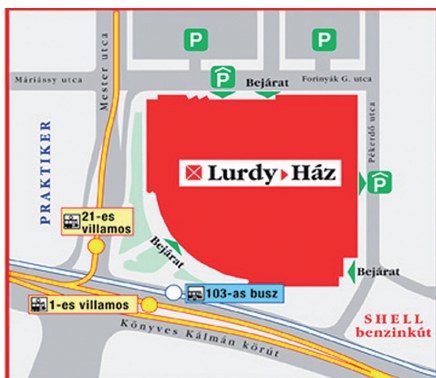 P
P
Máriássy utca
Mester utca
P
Bejárat
Forinyák G. utca
Pékerdő utca
PRAKTIKER
Lurdy Ház
P
21-es
villamos
Bejárat
Bejárat
103-as busz
1-es villamos
SHELL
benzinkút
Könyves Kálmán körút